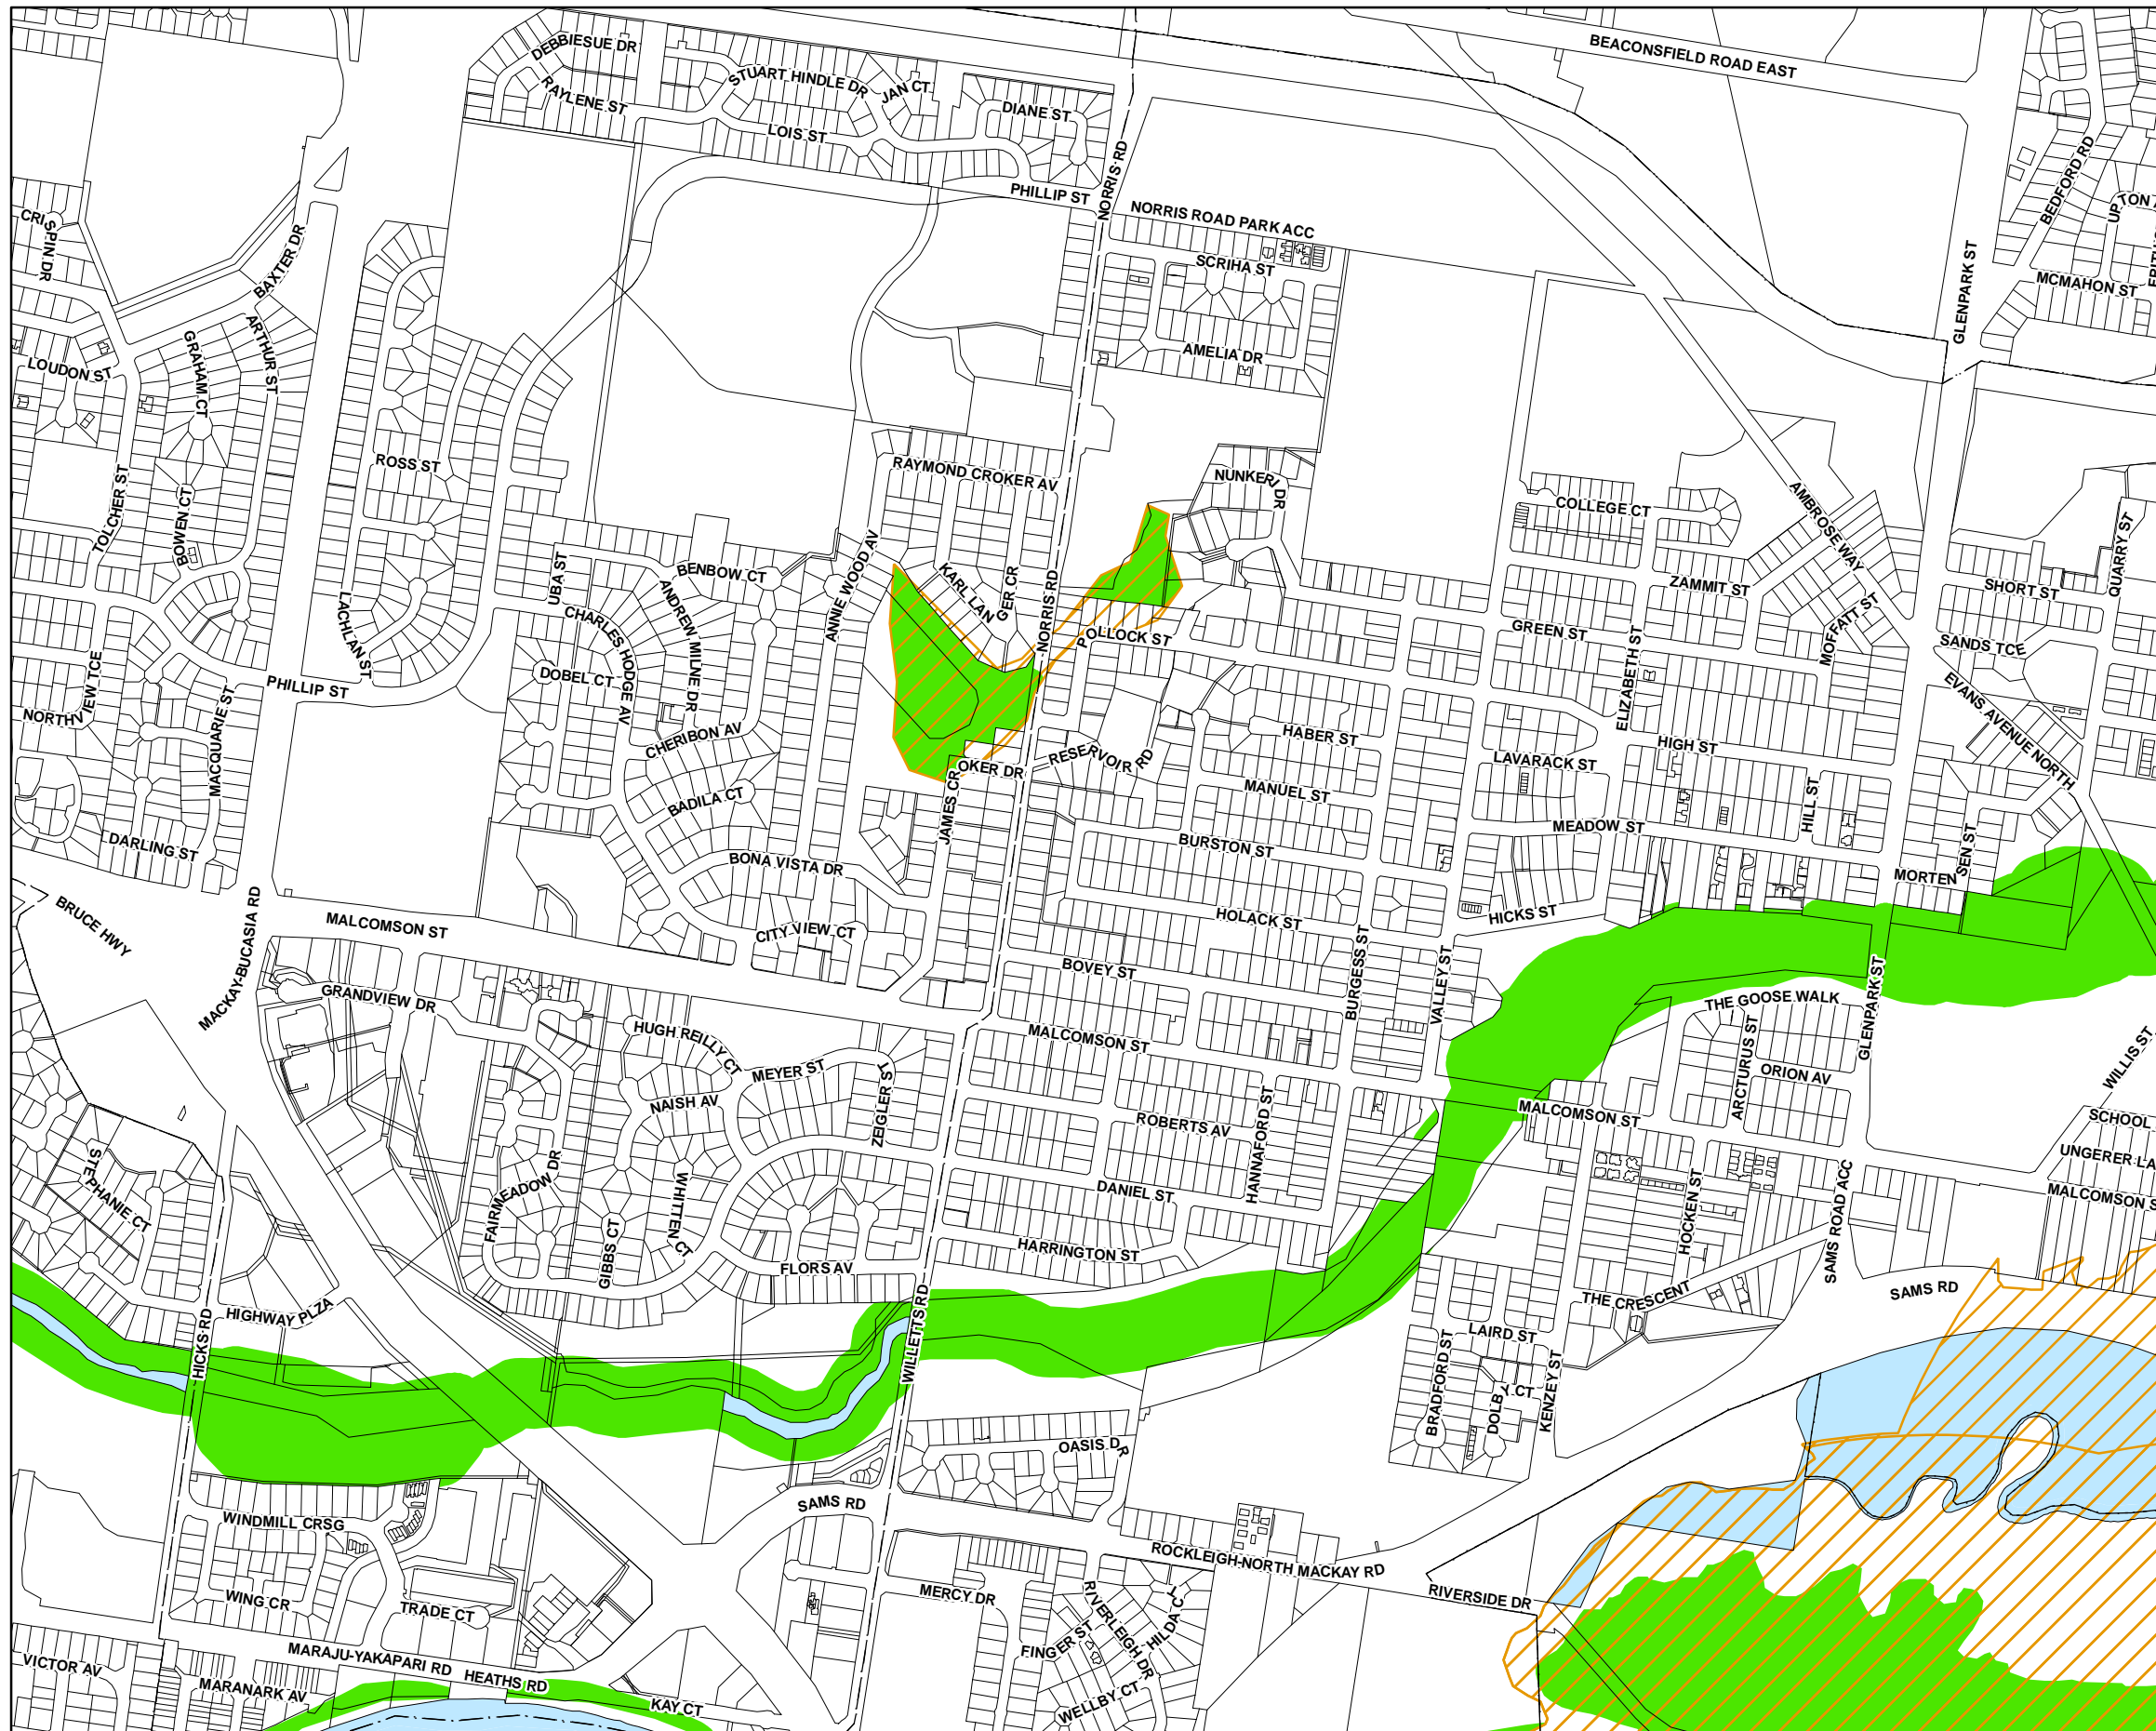 DEBBIESUE DR
RAYLENE ST
STUART HINDLE DR
JAN CT
LOIS ST
DIANE ST
BEACONSFIELD ROAD EAST
BEDFORD RD
PHILLIP ST
NORRIS RD
NORRIS ROAD PARK ACC
SCRIHA ST
AMELIA DR
GLENPARK ST
MCMAHON ST
CRISPIN DR
BAXTER DR
LOUDON ST
GRAHAM CT
ARTHUR ST
TOLCHER ST
BOWEN CT
ROSS ST
RAYMOND CROKER AV
NUNKERI DR
COLLEGE CT
AMBROSE WAY
QUARRY ST
SHORT ST
ZAMMIT ST
MOFFATT ST
SANDS TCE
EVANS AVENUE NORTH
UBA ST
BENBOW CT
ANNIE WOOD AV
KARL LANGER CR
NORRIS RD
POLLOCK ST
GREEN ST
ELIZABETH ST
LACHLAN ST
CHARLES HODGE AV
ANDREW MILNE DR
DOBEL CT
NORTHVIEW TCE
MACQUARIE ST
PHILLIP ST
CHERIBON AV
BADILA CT
JAMES CROKER DR
RESERVOIR RD
HABER ST
MANUEL ST
LAVARACK ST
HIGH ST
HILL ST
MEADOW ST
MORTENSEN ST
DARLING ST
BONA VISTA DR
BURSTON ST
HOLACK ST
HICKS ST
BRUCE HWY
MACKAY-BUCASIA RD
MALCOMSON ST
CITY VIEW CT
BOVEY ST
BURGESS ST
VALLEY ST
GRANDVIEW DR
HUGH REILLY CT
MEYER ST
ZEIGLER ST
MALCOMSON ST
THE GOOSE WALK
ARCTURUS ST
ORION AV
GLENPARK ST
WILLIS ST
NAISH AV
ROBERTS AV
HANNAFORD ST
MALCOMSON ST
SCHOOL
MALCOMSON S
STEPHANIE CT
FAIRMEADOW DR
GIBBS CT
WHITTEN CT
DANIEL ST
HOCKEN ST
SAMS ROAD ACC
HARRINGTON ST
FLORS AV
THE CRESCENT
SAMS RD
HICKS RD
HIGHWAY PLZA
WILLETTS RD
LAIRD ST
BRADFORD ST
DOLBY CT
KENZEY ST
OASIS DR
SAMS RD
WINDMILL CRSG
WING CR
TRADE CT
ROCKLEIGH-NORTH MACKAY RD
RIVERSIDE DR
MERCY DR
RIVERLEIGH DR
HILDA CT
FINGER ST
WELLBY CT
MARAJU-YAKAPARI RD
HEATHS RD
KAY CT
VICTOR AV
MARANARK AV